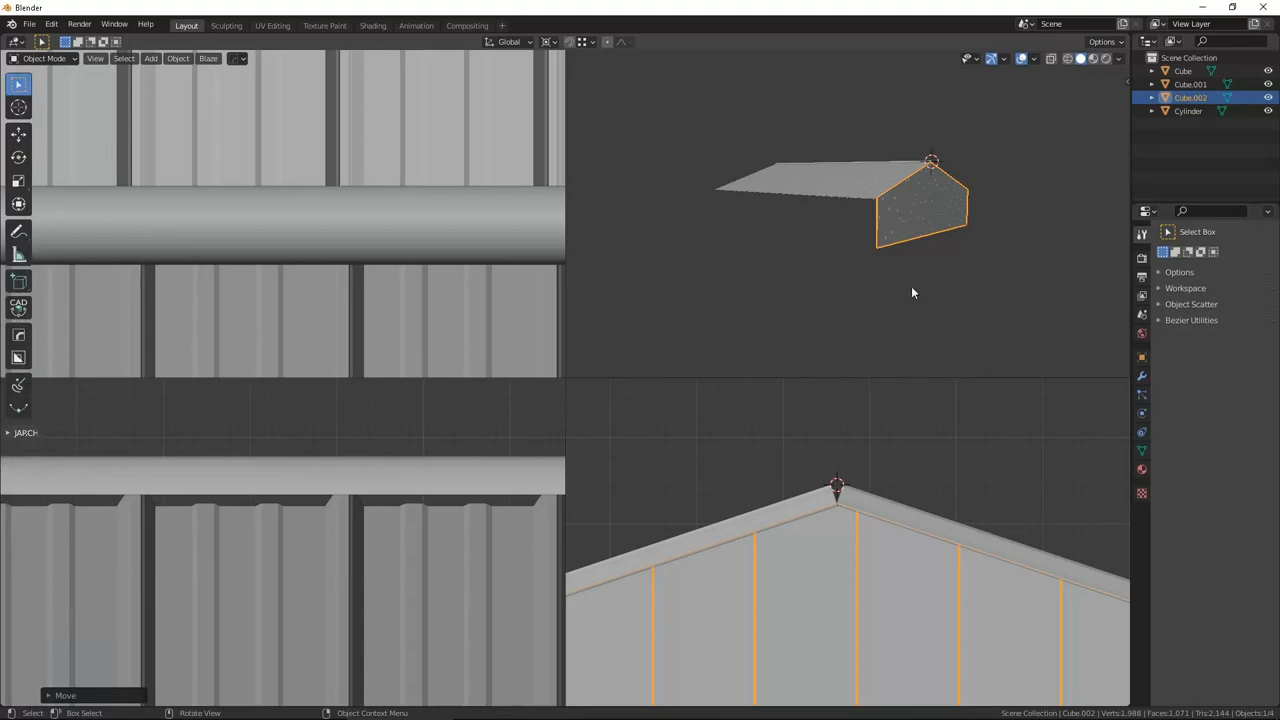 Blender
File Edit Render Window Help Layout Sculpting UV Editing Texture Paint Shading Animation Compositing + Scene View Layer
Global Options
Object Mode View Select Add Object Blaze
Scene Collection
Cube
Cube.001
Cube.002
Cylinder
Select Box
Options
Workspace
Object Scatter
Bezier Utilities
CAD
JARCH
Move
Select Box Select Rotate View Object Context Menu Scene Collection | Cube.002 | Verts:1,988 | Faces:1,071 | Tris:2,144 | Objects:1/4